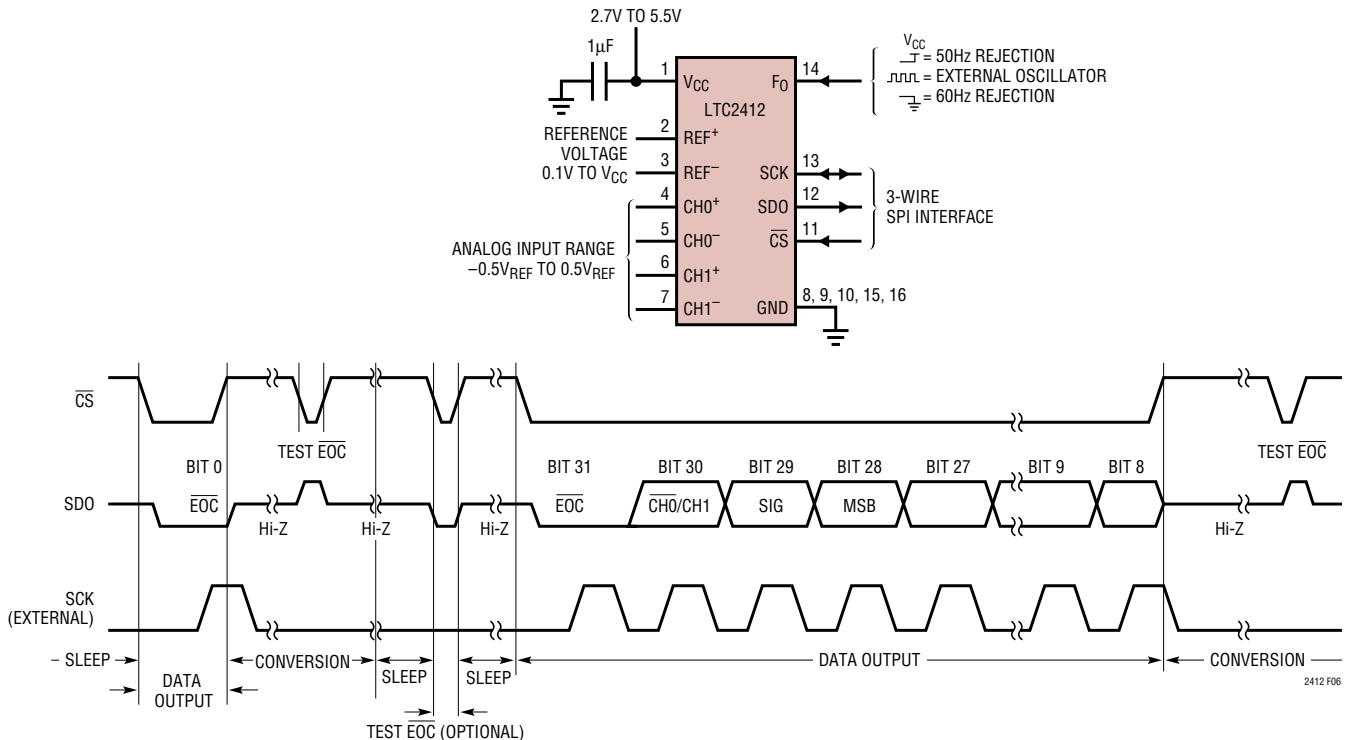 2.7V TO 5.5V
1µF
1
VCC
LTC2412
14
FO
VCC
= 50Hz REJECTION
= EXTERNAL OSCILLATOR
= 60Hz REJECTION
REFERENCE
VOLTAGE
0.1V TO VCC
2
REF+
3
REF–
SCK
13
4
CH0+
SDO
12
3-WIRE
SPI INTERFACE
ANALOG INPUT RANGE
–0.5VREF TO 0.5VREF
5
CH0–
CS
11
6
CH1+
7
CH1–
GND
8, 9, 10, 15, 16
CS
TEST EOC
TEST EOC
BIT 0
BIT 31
BIT 30
BIT 29
BIT 28
BIT 27
BIT 9
BIT 8
SDO
EOC
Hi-Z
Hi-Z
Hi-Z
EOC
CH0/CH1
SIG
MSB
Hi-Z
SCK
(EXTERNAL)
SLEEP
DATA
OUTPUT
CONVERSION
SLEEP
SLEEP
DATA OUTPUT
CONVERSION
TEST EOC (OPTIONAL)
2412 F06